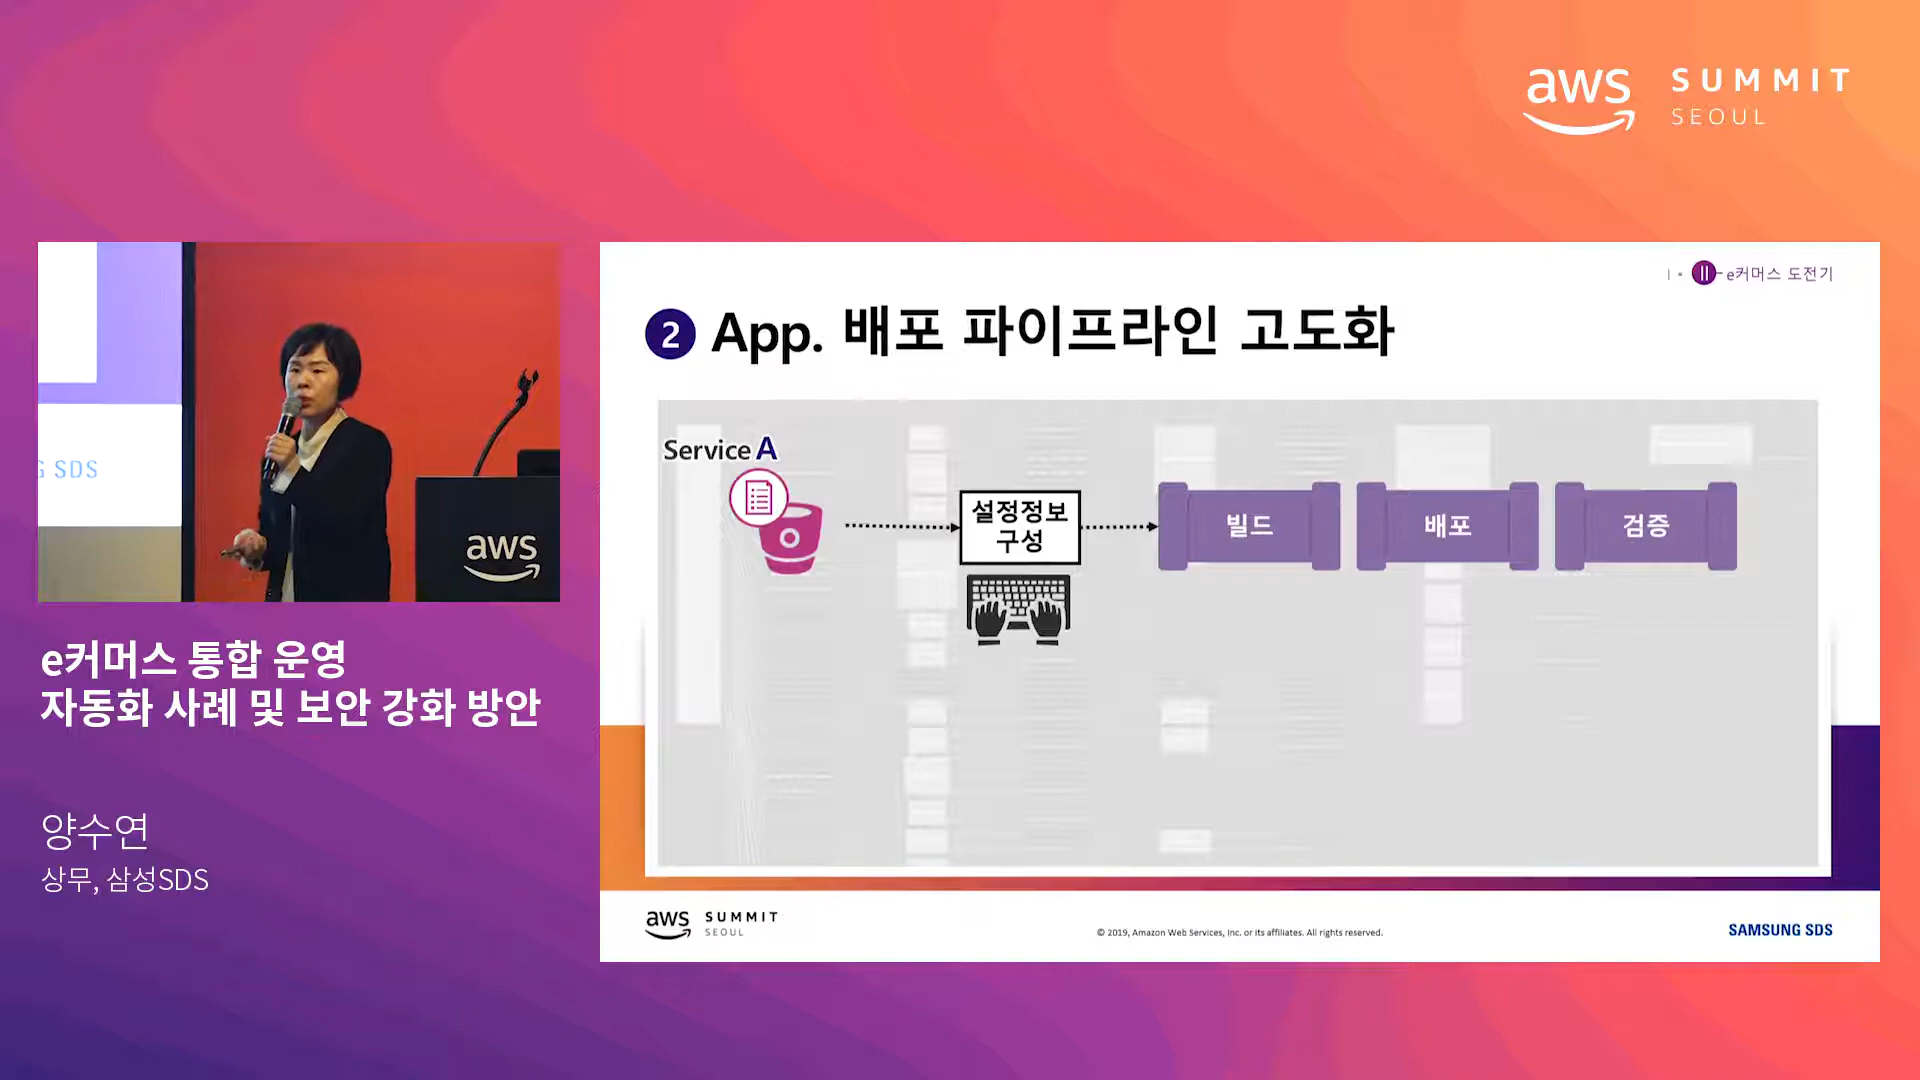 aws SUMMIT
SEOUL
G SDS
aws
e커머스 통합 운영
자동화 사례 및 보안 강화 방안
양수연
상무, 삼성SDS
I • II e커머스 도전기
2 App. 배포 파이프라인 고도화
Service A
설정정보
구성
빌드
배포
검증
aws SUMMIT
SEOUL
© 2019, Amazon Web Services, Inc. or its affiliates. All rights reserved.
SAMSUNG SDS